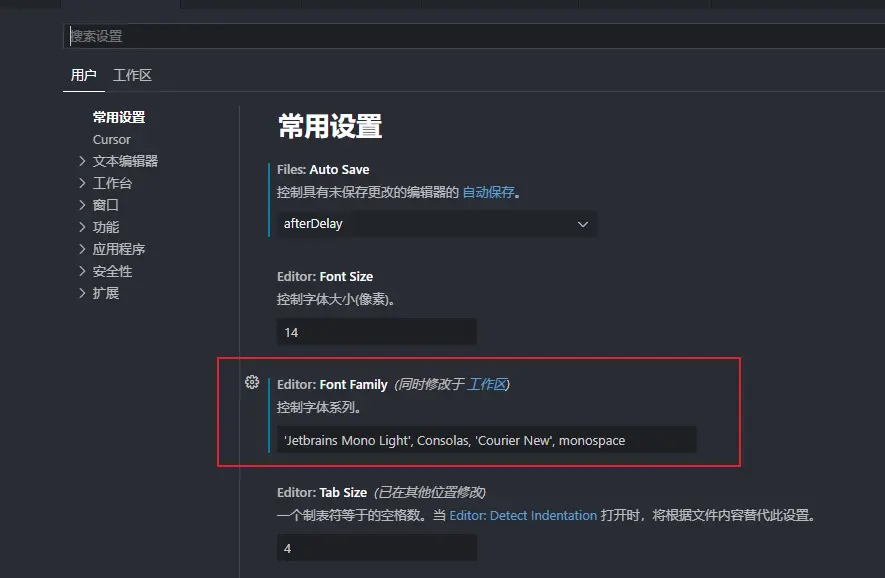 搜索设置
用户 工作区
常用设置
Cursor
文本编辑器
工作台
窗口
功能
应用程序
安全性
扩展
常用设置
Files: Auto Save
控制具有未保存更改的编辑器的 自动保存。
afterDelay
Editor: Font Size
控制字体大小(像素)。
14
Editor: Font Family (同时修改于 工作区)
控制字体系列。
'Jetbrains Mono Light', Consolas, 'Courier New', monospace
Editor: Tab Size (已在其他位置修改)
一个制表符等于的空格数。当 Editor: Detect Indentation 打开时，将根据文件内容替代此设置。
4